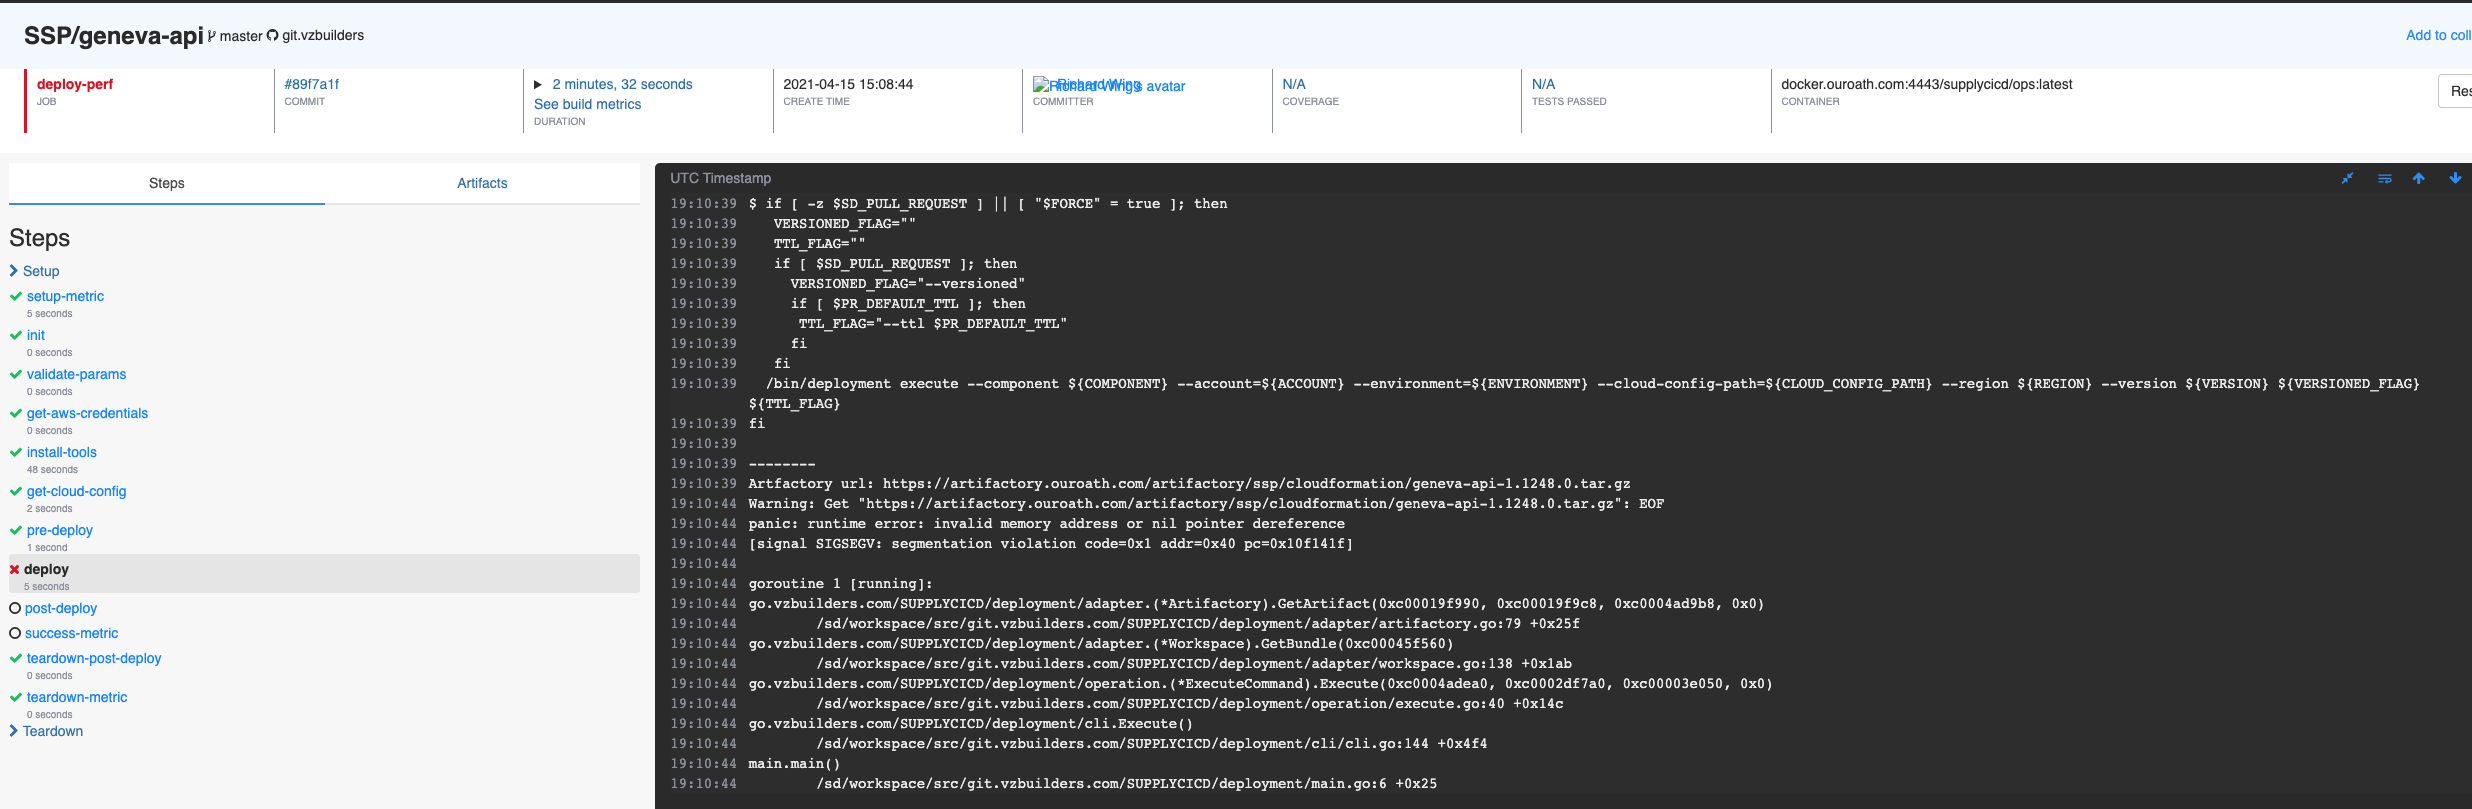 SSP/geneva-api master git.vzbuilders
Add to coll
deploy-perf
JOB
#89f7a1f
COMMIT
2 minutes, 32 seconds
See build metrics
DURATION
2021-04-15 15:08:44
CREATE TIME
Richard Wing's avatar
Richard Wing
COMMITTER
N/A
COVERAGE
N/A
TESTS PASSED
docker.ouroath.com:4443/supplycicd/ops:latest
CONTAINER
Res
Steps
Artifacts
Steps
Setup
setup-metric
5 seconds
init
0 seconds
validate-params
0 seconds
get-aws-credentials
0 seconds
install-tools
48 seconds
get-cloud-config
2 seconds
pre-deploy
1 second
deploy
5 seconds
post-deploy
success-metric
teardown-post-deploy
0 seconds
teardown-metric
0 seconds
Teardown
UTC Timestamp
19:10:39 $ if [ -z $SD_PULL_REQUEST ] || [ "$FORCE" = true ]; then
19:10:39 VERSIONED_FLAG=""
19:10:39 TTL_FLAG=""
19:10:39 if [ $SD_PULL_REQUEST ]; then
19:10:39 VERSIONED_FLAG="--versioned"
19:10:39 if [ $PR_DEFAULT_TTL ]; then
19:10:39 TTL_FLAG="--ttl $PR_DEFAULT_TTL"
19:10:39 fi
19:10:39 fi
19:10:39 /bin/deployment execute --component ${COMPONENT} --account=${ACCOUNT} --environment=${ENVIRONMENT} --cloud-config-path=${CLOUD_CONFIG_PATH} --region ${REGION} --version ${VERSION} ${VERSIONED_FLAG}
${TTL_FLAG}
19:10:39 fi
19:10:39
19:10:39 --------
19:10:39 Artfactory url: https://artifactory.ouroath.com/artifactory/ssp/cloudformation/geneva-api-1.1248.0.tar.gz
19:10:44 Warning: Get "https://artifactory.ouroath.com/artifactory/ssp/cloudformation/geneva-api-1.1248.0.tar.gz": EOF
19:10:44 panic: runtime error: invalid memory address or nil pointer dereference
19:10:44 [signal SIGSEGV: segmentation violation code=0x1 addr=0x40 pc=0x10f141f]
19:10:44
19:10:44 goroutine 1 [running]:
19:10:44 go.vzbuilders.com/SUPPLYCICD/deployment/adapter.(*Artifactory).GetArtifact(0xc00019f990, 0xc00019f9c8, 0xc0004ad9b8, 0x0)
19:10:44 /sd/workspace/src/git.vzbuilders.com/SUPPLYCICD/deployment/adapter/artifactory.go:79 +0x25f
19:10:44 go.vzbuilders.com/SUPPLYCICD/deployment/adapter.(*Workspace).GetBundle(0xc00045f560)
19:10:44 /sd/workspace/src/git.vzbuilders.com/SUPPLYCICD/deployment/adapter/workspace.go:138 +0x1ab
19:10:44 go.vzbuilders.com/SUPPLYCICD/deployment/operation.(*ExecuteCommand).Execute(0xc0004adea0, 0xc0002df7a0, 0xc00003e050, 0x0)
19:10:44 /sd/workspace/src/git.vzbuilders.com/SUPPLYCICD/deployment/operation/execute.go:40 +0x14c
19:10:44 go.vzbuilders.com/SUPPLYCICD/deployment/cli.Execute()
19:10:44 /sd/workspace/src/git.vzbuilders.com/SUPPLYCICD/deployment/cli/cli.go:144 +0x4f4
19:10:44 main.main()
19:10:44 /sd/workspace/src/git.vzbuilders.com/SUPPLYCICD/deployment/main.go:6 +0x25